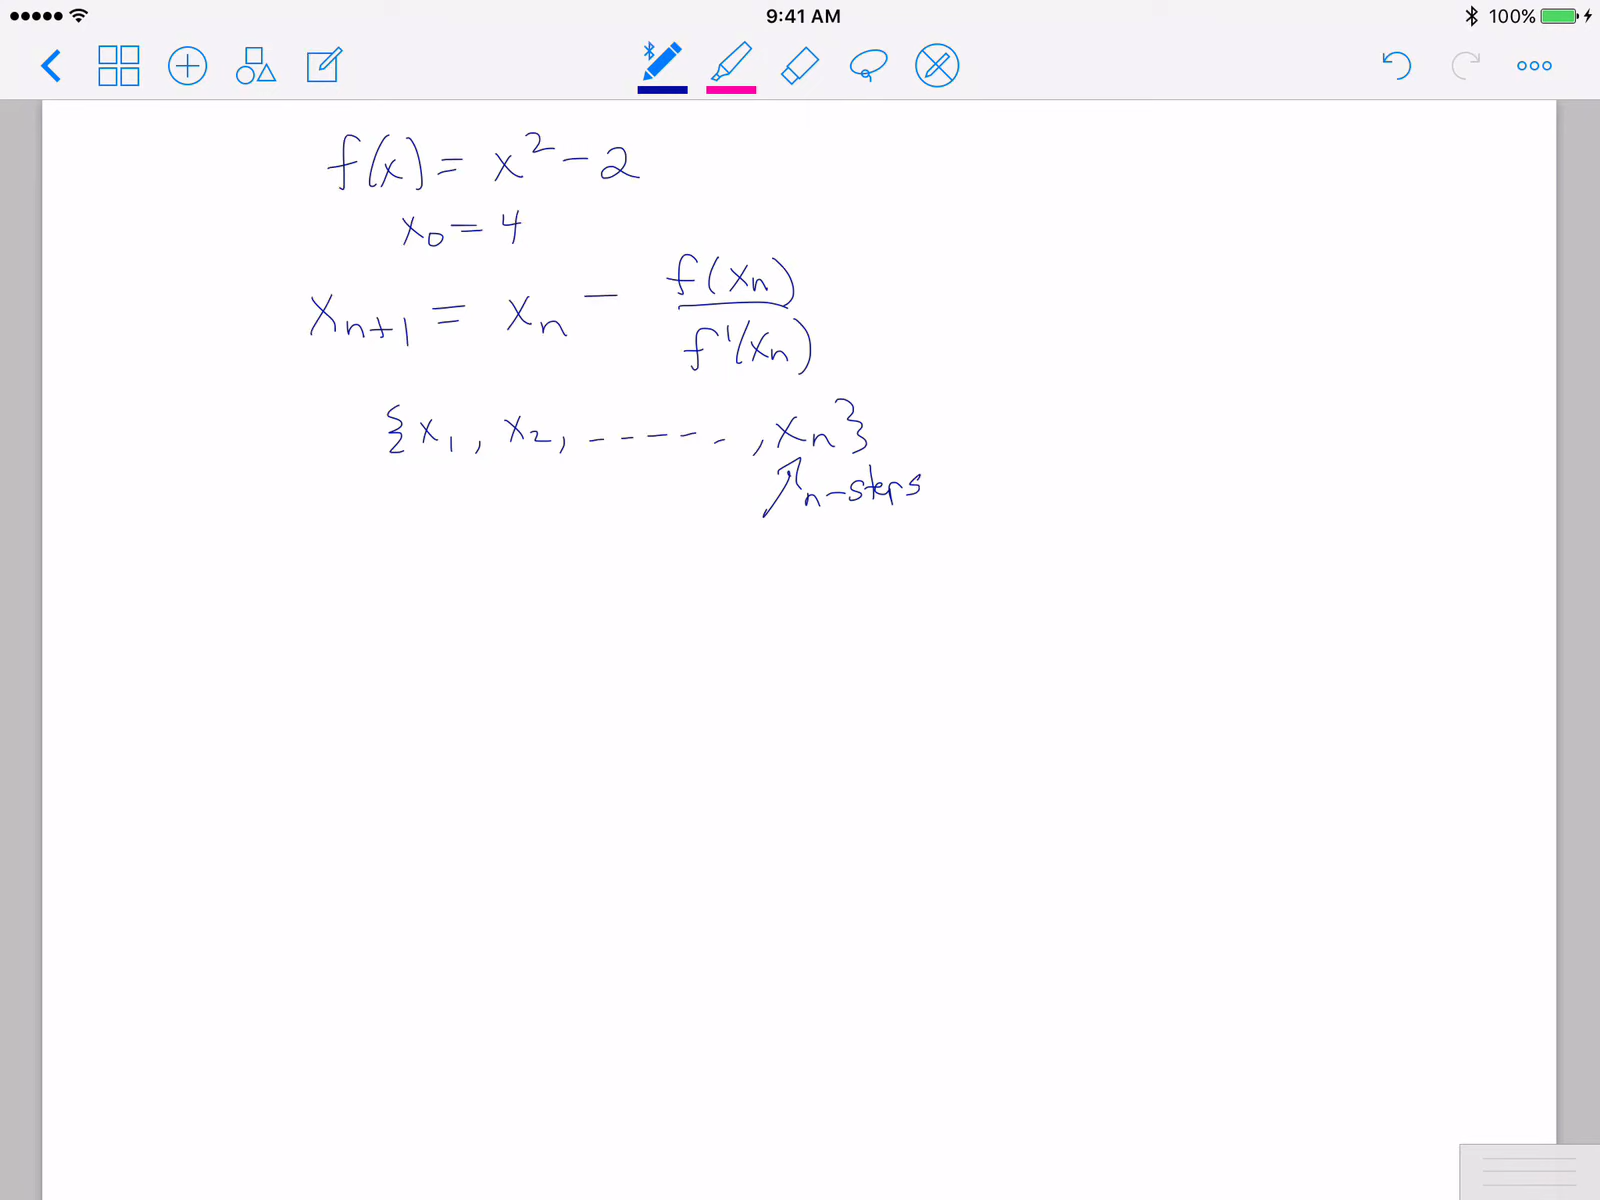 9:41 AM
100%
f(x) = x² - 2
x₀ = 4
xₙ₊₁ = xₙ - f(xₙ) / f'(xₙ)
{x₁, x₂, ------. , xₙ}
n-steps